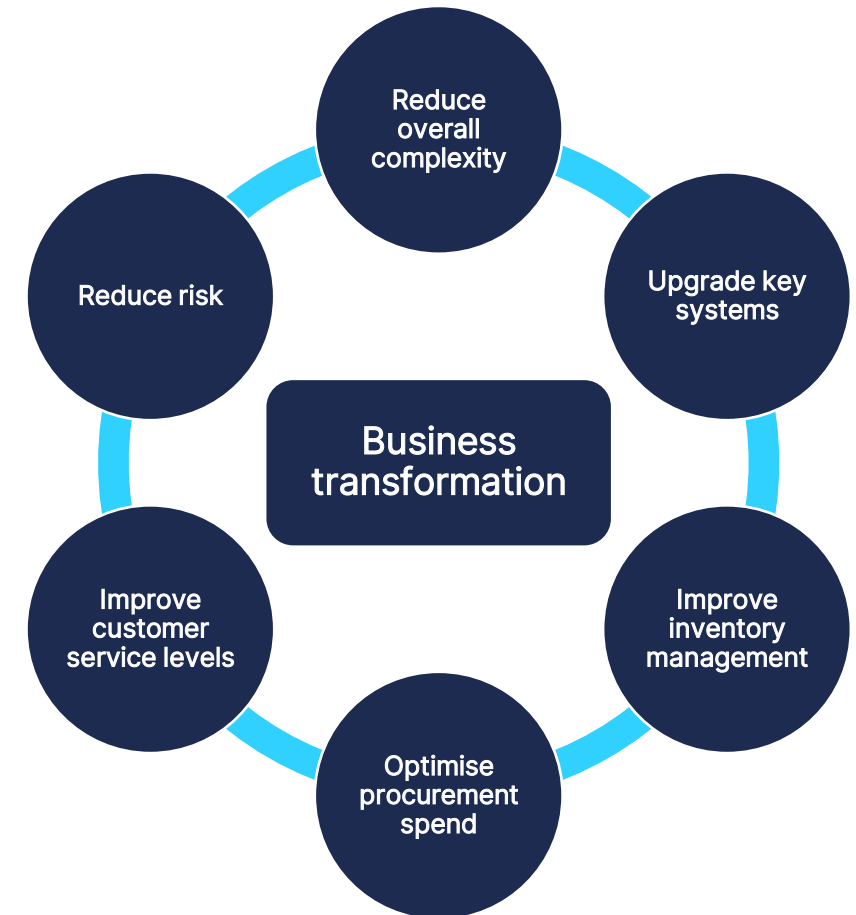 Reduce
overall
complexity
Upgrade key
systems
Improve
inventory
management
Optimise
procurement
spend
Improve
customer
service levels
Reduce risk
Business
transformation